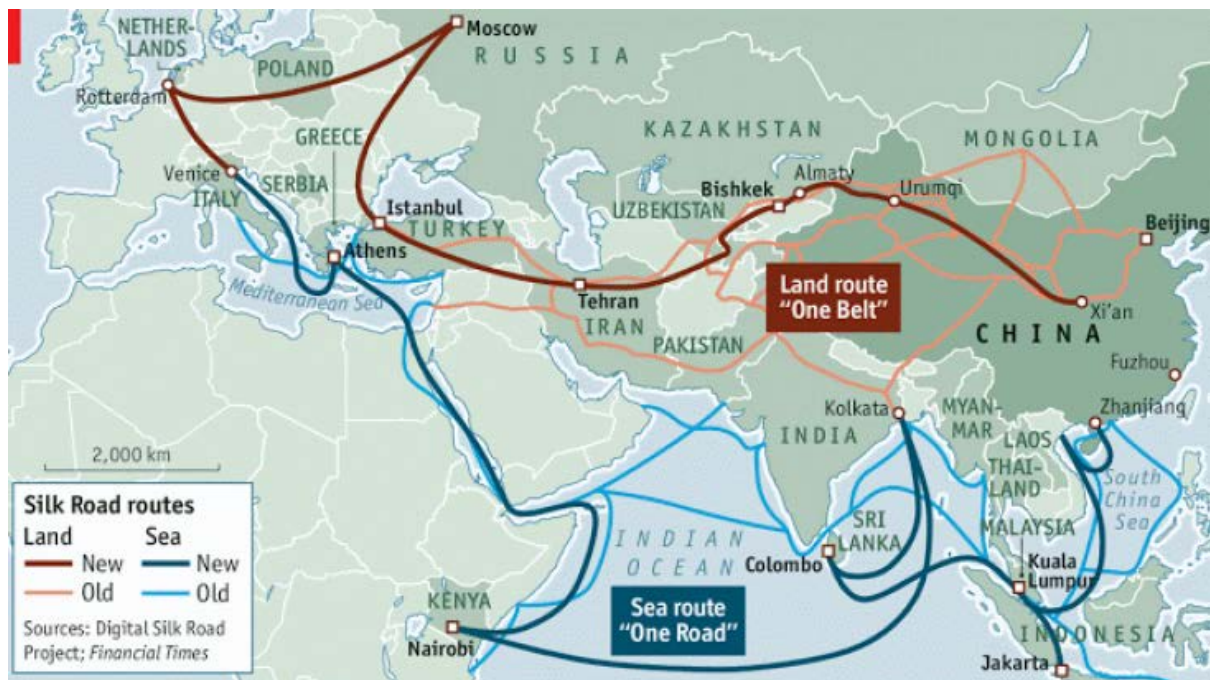 NETHER-
LANDS
Moscow
RUSSIA
POLAND
Rotterdam
KAZAKHSTAN
GREECE
MONGOLIA
Venice
Almaty
SERBIA
Bishkek
Urumqi
ITALY
Istanbul
UZBEKISTAN
TURKEY
Beijing
Athens
Mediterranean Sea
Land route
“One Belt”
Tehran
Xi’an
IRAN
CHINA
PAKISTAN
Fuzhou
Kolkata
MYAN-
MAR
Zhanjiang
INDIA
LAOS
2,000 km
THAI-
LAND
South
China
Sea
Silk Road routes
Land Sea
New New
Old Old
Sources: Digital Silk Road
Project; Financial Times
SRI
LANKA
MALAYSIA
INDIAN
OCEAN
Colombo
Kuala
Lumpur
KENYA
Sea route
“One Road”
Nairobi
INDONESIA
Jakarta